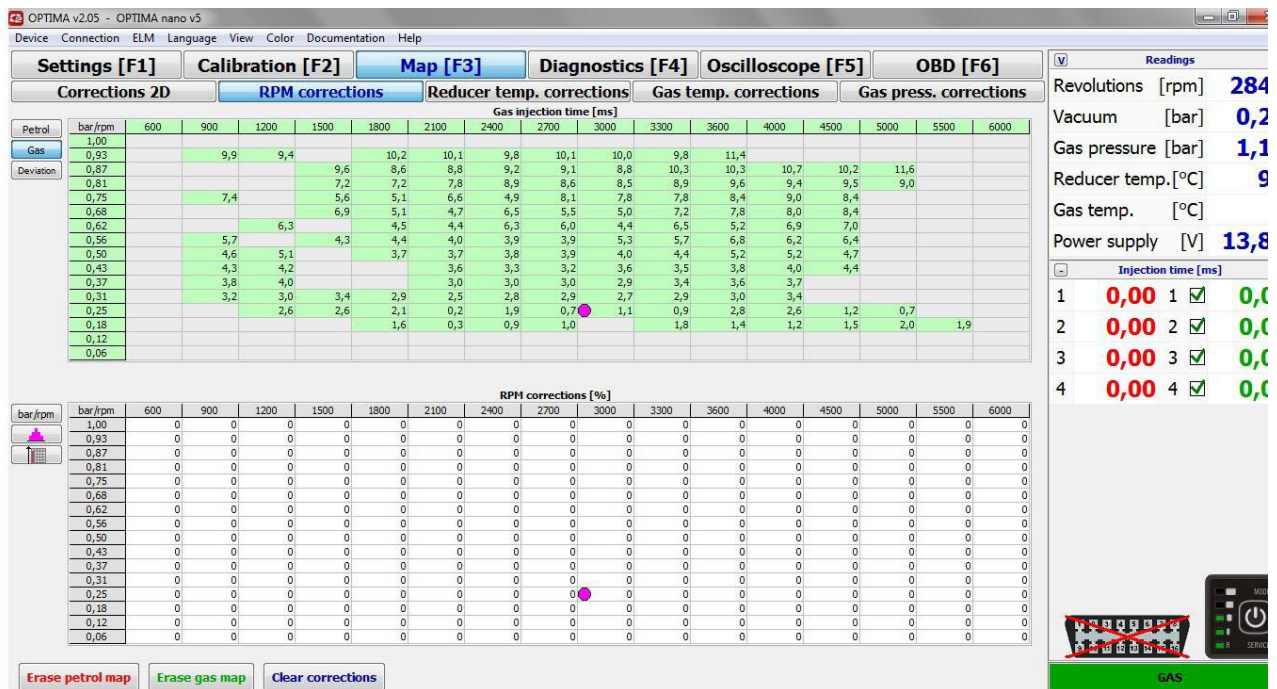 OPTIMA v2.05 - OPTIMA nano v5
Device Connection ELM Language View Color Documentation Help
Settings [F1] Calibration [F2] Map [F3] Diagnostics [F4] Oscilloscope [F5] OBD [F6]
Corrections 2D RPM corrections Reducer temp. corrections Gas temp. corrections Gas press. corrections
Gas injection time [ms]
Petrol
Gas
Deviation
bar/rpm 600 900 1200 1500 1800 2100 2400 2700 3000 3300 3600 4000 4500 5000 5500 6000
1,00
0,93 9,9 9,4 10,2 10,1 9,8 10,1 10,0 9,8 11,4
0,87 9,6 8,6 8,8 9,2 9,1 8,8 10,3 10,3 10,7 10,2 11,6
0,81 7,2 7,2 7,8 8,9 8,6 8,5 8,9 9,6 9,4 9,5 9,0
0,75 7,4 5,6 5,1 6,6 4,9 8,1 7,8 7,8 8,4 9,0 8,4
0,68 6,9 5,1 4,7 6,5 5,5 5,0 7,2 7,8 8,0 8,4
0,62 6,3 4,5 4,4 6,3 6,0 4,4 6,5 5,2 6,9 7,0
0,56 5,7 4,3 4,4 4,0 3,9 3,9 5,3 5,7 6,8 6,2 6,4
0,50 4,6 5,1 3,7 3,7 3,8 3,9 4,0 4,4 5,2 5,2 4,7
0,43 4,3 4,2 3,6 3,3 3,2 3,6 3,5 3,8 4,0 4,4
0,37 3,8 4,0 3,0 3,0 3,0 2,9 3,4 3,6 3,7
0,31 3,2 3,0 3,4 2,9 2,5 2,8 2,9 2,7 2,9 3,0 3,4
0,25 2,6 2,6 2,1 0,2 1,9 0,7 1,1 0,9 2,8 2,6 1,2 0,7
0,18 1,6 0,3 0,9 1,0 1,8 1,4 1,2 1,5 2,0 1,9
0,12
0,06
RPM corrections [%]
bar/rpm
bar/rpm 600 900 1200 1500 1800 2100 2400 2700 3000 3300 3600 4000 4500 5000 5500 6000
1,00 0 0 0 0 0 0 0 0 0 0 0 0 0 0 0 0
0,93 0 0 0 0 0 0 0 0 0 0 0 0 0 0 0 0
0,87 0 0 0 0 0 0 0 0 0 0 0 0 0 0 0 0
0,81 0 0 0 0 0 0 0 0 0 0 0 0 0 0 0 0
0,75 0 0 0 0 0 0 0 0 0 0 0 0 0 0 0 0
0,68 0 0 0 0 0 0 0 0 0 0 0 0 0 0 0 0
0,62 0 0 0 0 0 0 0 0 0 0 0 0 0 0 0 0
0,56 0 0 0 0 0 0 0 0 0 0 0 0 0 0 0 0
0,50 0 0 0 0 0 0 0 0 0 0 0 0 0 0 0 0
0,43 0 0 0 0 0 0 0 0 0 0 0 0 0 0 0 0
0,37 0 0 0 0 0 0 0 0 0 0 0 0 0 0 0 0
0,31 0 0 0 0 0 0 0 0 0 0 0 0 0 0 0 0
0,25 0 0 0 0 0 0 0 0 0 0 0 0 0 0 0 0
0,18 0 0 0 0 0 0 0 0 0 0 0 0 0 0 0 0
0,12 0 0 0 0 0 0 0 0 0 0 0 0 0 0 0 0
0,06 0 0 0 0 0 0 0 0 0 0 0 0 0 0 0 0
Erase petrol map Erase gas map Clear corrections
V Readings
Revolutions [rpm] 284
Vacuum [bar] 0,2
Gas pressure [bar] 1,1
Reducer temp.[°C] 9
Gas temp. [°C]
Power supply [V] 13,8
Injection time [ms]
1 0,00 1 0,0
2 0,00 2 0,0
3 0,00 3 0,0
4 0,00 4 0,0
GAS